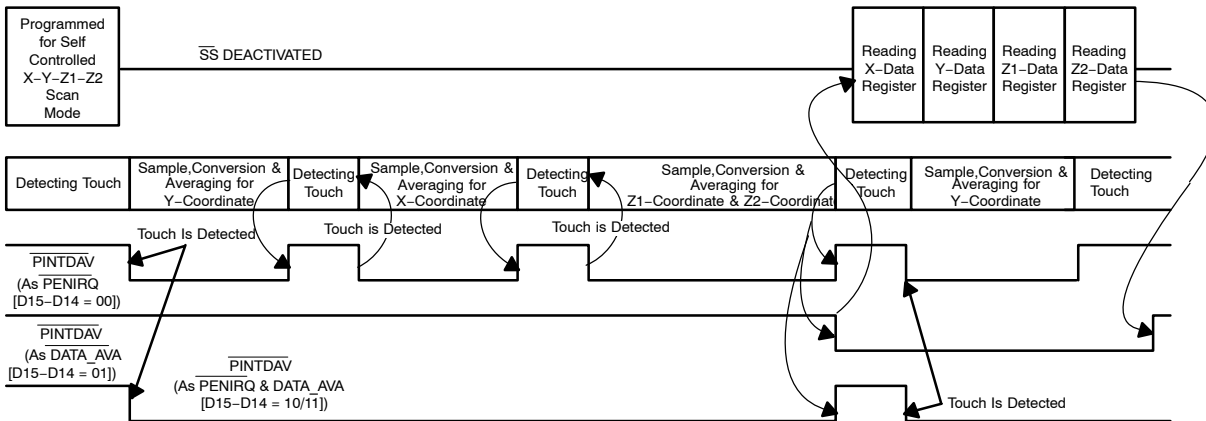 Programmed
for Self
Controlled
X−Y−Z1−Z2
Scan
Mode
SS DEACTIVATED
Reading
X−Data
Register
Reading
Y−Data
Register
Reading
Z1−Data
Register
Reading
Z2−Data
Register
Detecting Touch
Sample,Conversion &
Averaging for
Y−Coordinate
Detecting
Touch
Sample,Conversion &
Averaging for
X−Coordinate
Detecting
Touch
Sample,Conversion &
Averaging for
Z1−Coordinate & Z2−Coordinate
Detecting
Touch
Sample,Conversion &
Averaging for
Y−Coordinate
Detecting
Touch
Touch Is Detected
Touch is Detected
Touch is Detected
PINTDAV
(As PENIRQ
[D15−D14 = 00])
PINTDAV
(As DATA_AVA
[D15−D14 = 01])
PINTDAV
(As PENIRQ & DATA_AVA
[D15−D14 = 10/11])
Touch Is Detected